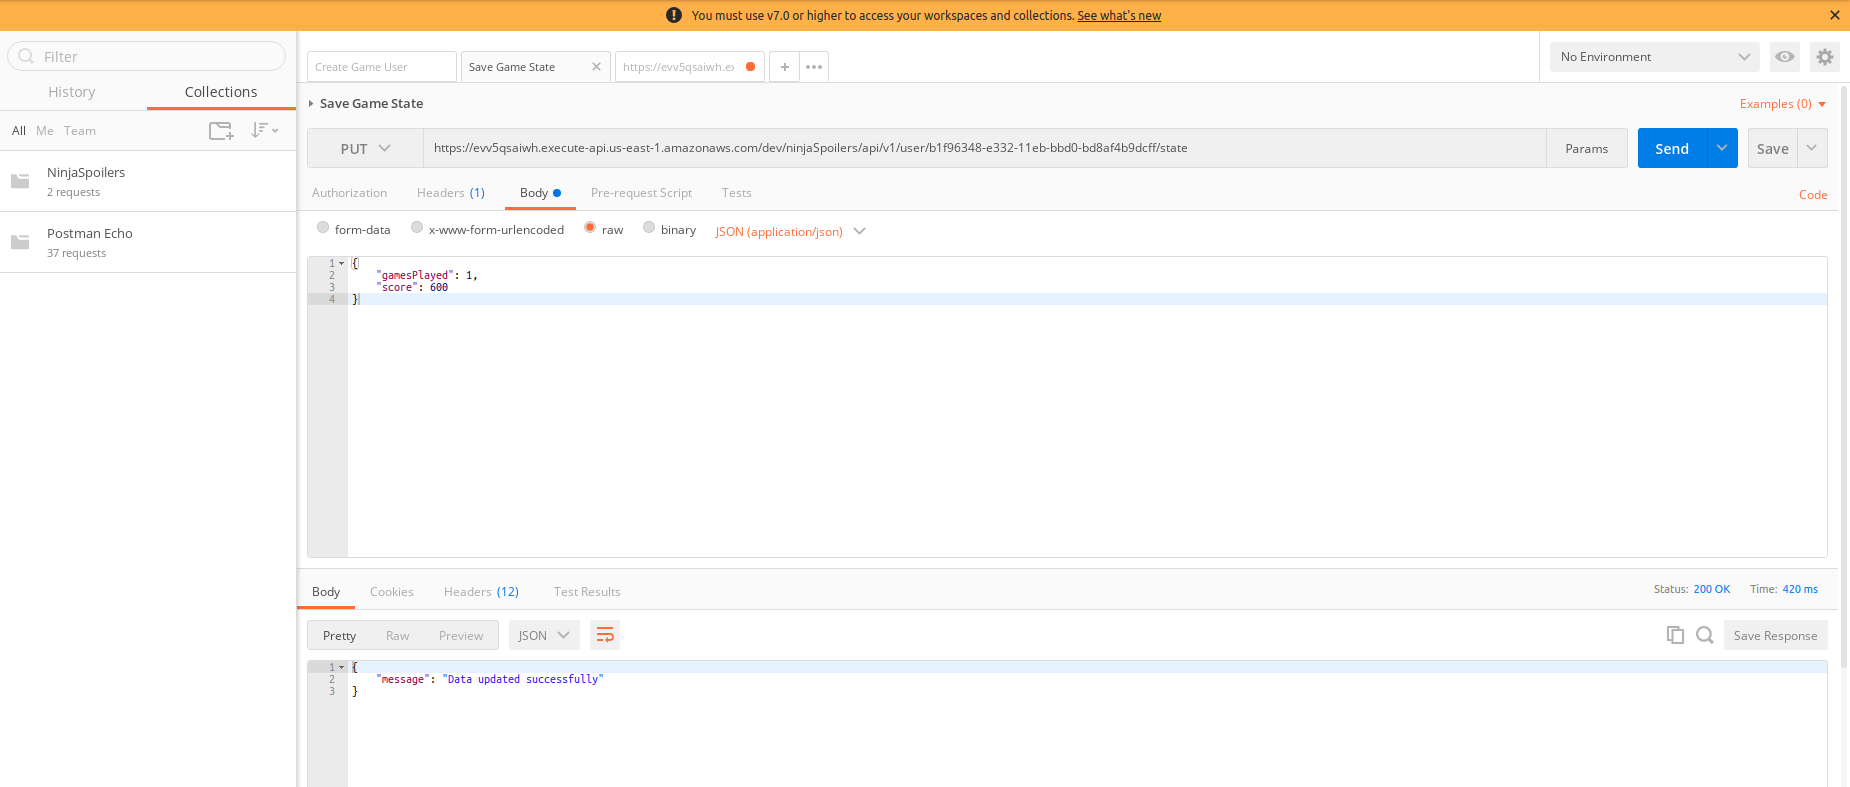 You must use v7.0 or higher to access your workspaces and collections. See what's new
Filter
History Collections
All Me Team
NinjaSpoilers
2 requests
Postman Echo
37 requests
Create Game User
Save Game State
https://evv5qsaiwh.ex
No Environment
Save Game State
Examples (0)
PUT
https://evv5qsaiwh.execute-api.us-east-1.amazonaws.com/dev/ninjaSpoilers/api/v1/user/b1f96348-e332-11eb-bbd0-bd8af4b9dcff/state
Params
Send
Save
Authorization Headers (1) Body Pre-request Script Tests
Code
form-data x-www-form-urlencoded raw binary JSON (application/json)
1 {
2 "gamesPlayed": 1,
3 "score": 600
4 }
Body Cookies Headers (12) Test Results
Status: 200 OK Time: 420 ms
Pretty Raw Preview JSON
Save Response
1 {
2 "message": "Data updated successfully"
3 }